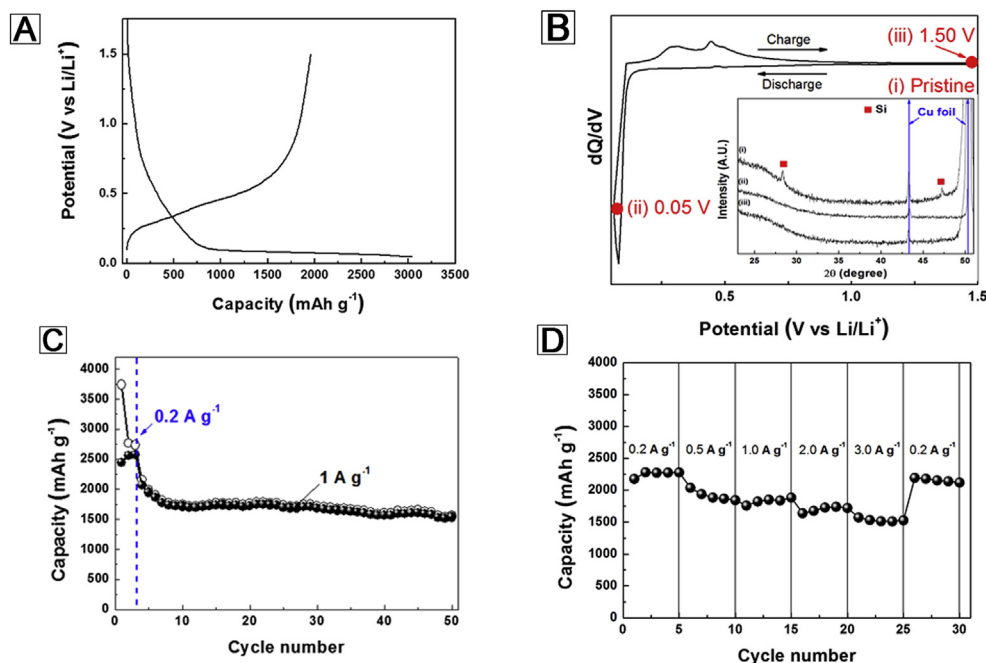 A
Potential (V vs Li/Li⁺)
1.5
1.0
0.5
0.0
0 500 1000 1500 2000 2500 3000 3500
Capacity (mAh g⁻¹)
B
dQ/dV
Charge
Discharge
(iii) 1.50 V
(i) Pristine
(ii) 0.05 V
Si
Cu foil
Intensity (A.U.)
(i)
(ii)
(iii)
25 30 35 40 45 50
2θ (degree)
0.5 1.0 1.5
Potential (V vs Li/Li⁺)
C
Capacity (mAh g⁻¹)
4000
3500
3000
2500
2000
1500
1000
500
0
0.2 A g⁻¹
1 A g⁻¹
0 10 20 30 40 50
Cycle number
D
Capacity (mAh g⁻¹)
4000
3500
3000
2500
2000
1500
1000
500
0
0.2 A g⁻¹ 0.5 A g⁻¹ 1.0 A g⁻¹ 2.0 A g⁻¹ 3.0 A g⁻¹ 0.2 A g⁻¹
0 5 10 15 20 25 30
Cycle number